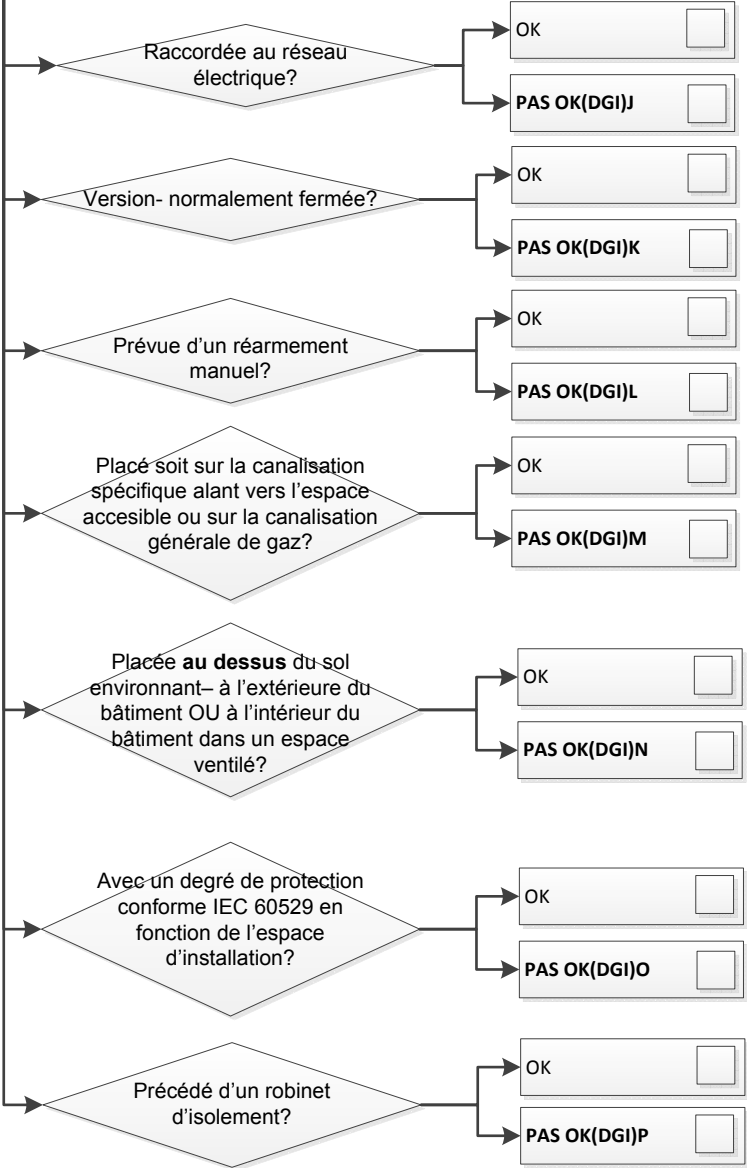 Raccordée au réseau
électrique?
OK
PAS OK(DGI)J
Version- normalement fermée?
OK
PAS OK(DGI)K
Prévue d'un réarmement
manuel?
OK
PAS OK(DGI)L
Placé soit sur la canalisation
spécifique alant vers l'espace
accesible ou sur la canalisation
générale de gaz?
OK
PAS OK(DGI)M
Placée au dessus du sol
environnant– à l'extérieure du
bâtiment OU à l'intérieur du
bâtiment dans un espace
ventilé?
OK
PAS OK(DGI)N
Avec un degré de protection
conforme IEC 60529 en
fonction de l'espace
d'installation?
OK
PAS OK(DGI)O
Précédé d'un robinet
d'isolement?
OK
PAS OK(DGI)P